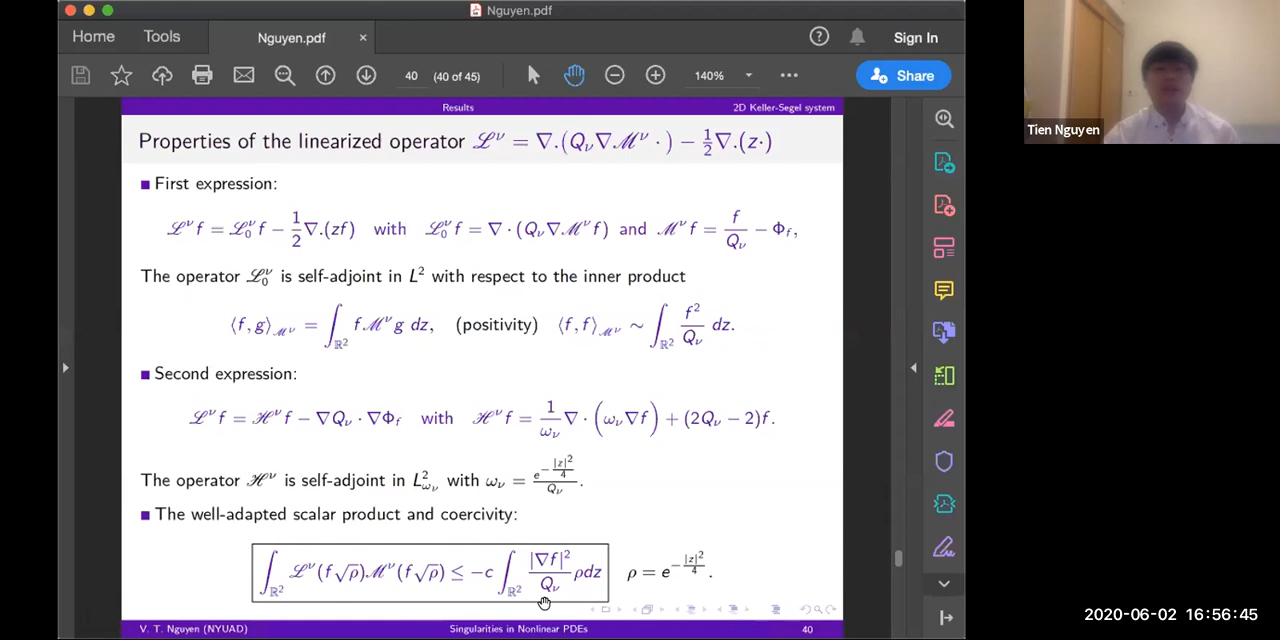 Nguyen.pdf
Home Tools Nguyen.pdf × Sign In
40 (40 of 45) 140% Share
Results 2D Keller-Segel system
Properties of the linearized operator ℒ^ν = ∇.(Q_ν∇ℳ^ν ·) − ½∇.(z·)
First expression:
ℒ^ν f = ℒ_0^ν f − 1/2 ∇.(zf) with ℒ_0^ν f = ∇ · (Q_ν∇ℳ^ν f) and ℳ^ν f = f/Q_ν − Φ_f,
The operator ℒ_0^ν is self-adjoint in L² with respect to the inner product
⟨f, g⟩_ℳ^ν = ∫_ℝ² fℳ^ν g dz, (positivity) ⟨f, f⟩_ℳ^ν ∼ ∫_ℝ² f²/Q_ν dz.
Second expression:
ℒ^ν f = ℋ^ν f − ∇Q_ν · ∇Φ_f with ℋ^ν f = 1/ω_ν ∇ · (ω_ν∇f) + (2Q_ν − 2)f.
The operator ℋ^ν is self-adjoint in L²_ω_ν with ω_ν = e^(−|z|²/4)/Q_ν.
The well-adapted scalar product and coercivity:
∫_ℝ² ℒ^ν(f√ρ)ℳ^ν(f√ρ) ≤ −c ∫_ℝ² |∇f|²/Q_ν ρdz ρ = e^(−|z|²/4).
V. T. Nguyen (NYUAD) Singularities in Nonlinear PDEs 40
Tien Nguyen
2020-06-02 16:56:45